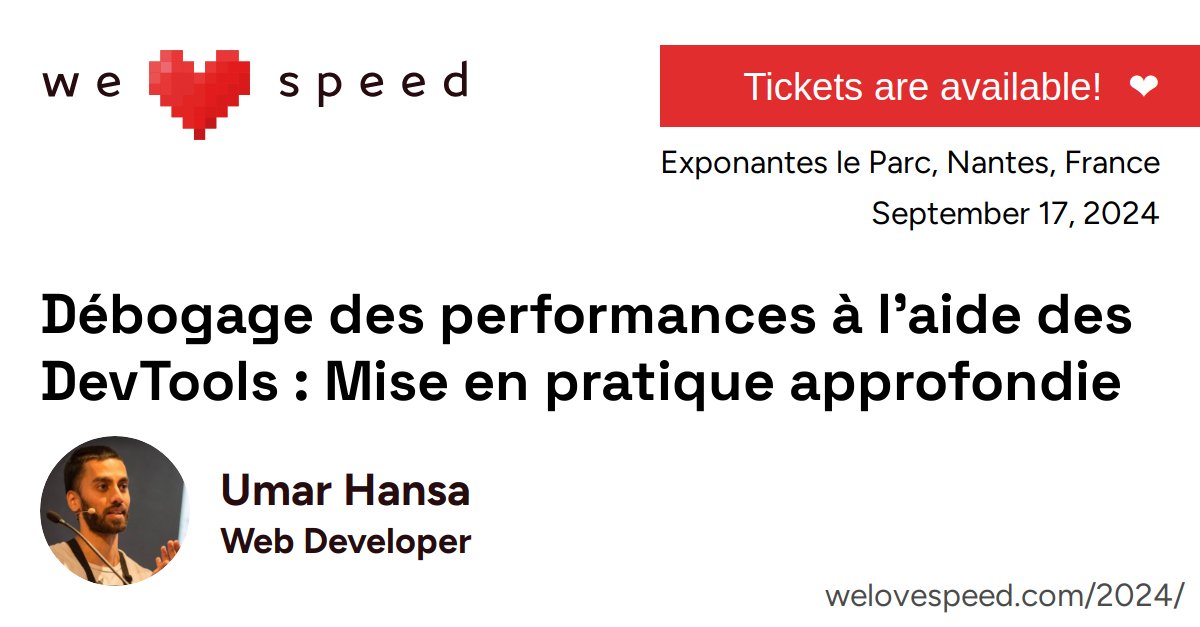 we ❤ speed
Tickets are available! ❤
Exponantes le Parc, Nantes, France
September 17, 2024
Débogage des performances à l’aide des
DevTools : Mise en pratique approfondie
Umar Hansa
Web Developer
welovespeed.com/2024/